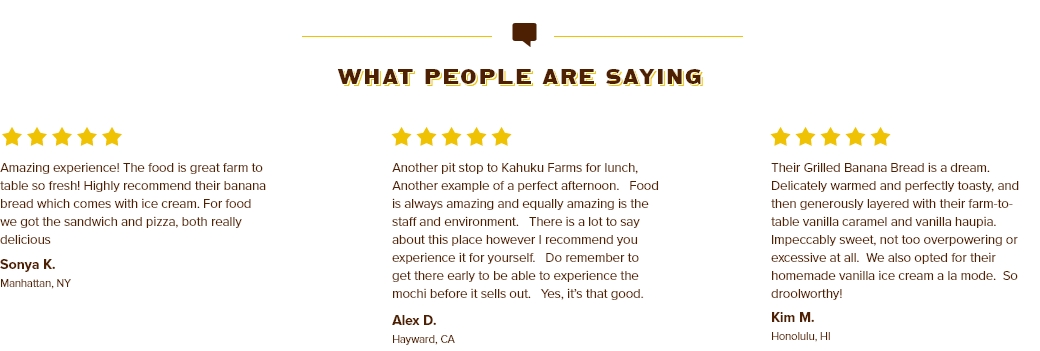 WHAT PEOPLE ARE SAYING
Amazing experience! The food is great farm to
table so fresh! Highly recommend their banana
bread which comes with ice cream. For food
we got the sandwich and pizza, both really
delicious
Sonya K.
Manhattan, NY
Another pit stop to Kahuku Farms for lunch,
Another example of a perfect afternoon.   Food
is always amazing and equally amazing is the
staff and environment.   There is a lot to say
about this place however I recommend you
experience it for yourself.   Do remember to
get there early to be able to experience the
mochi before it sells out.   Yes, it’s that good.
Alex D.
Hayward, CA
Their Grilled Banana Bread is a dream.
Delicately warmed and perfectly toasty, and
then generously layered with their farm-to-
table vanilla caramel and vanilla haupia.
Impeccably sweet, not too overpowering or
excessive at all.  We also opted for their
homemade vanilla ice cream a la mode.  So
droolworthy!
Kim M.
Honolulu, HI